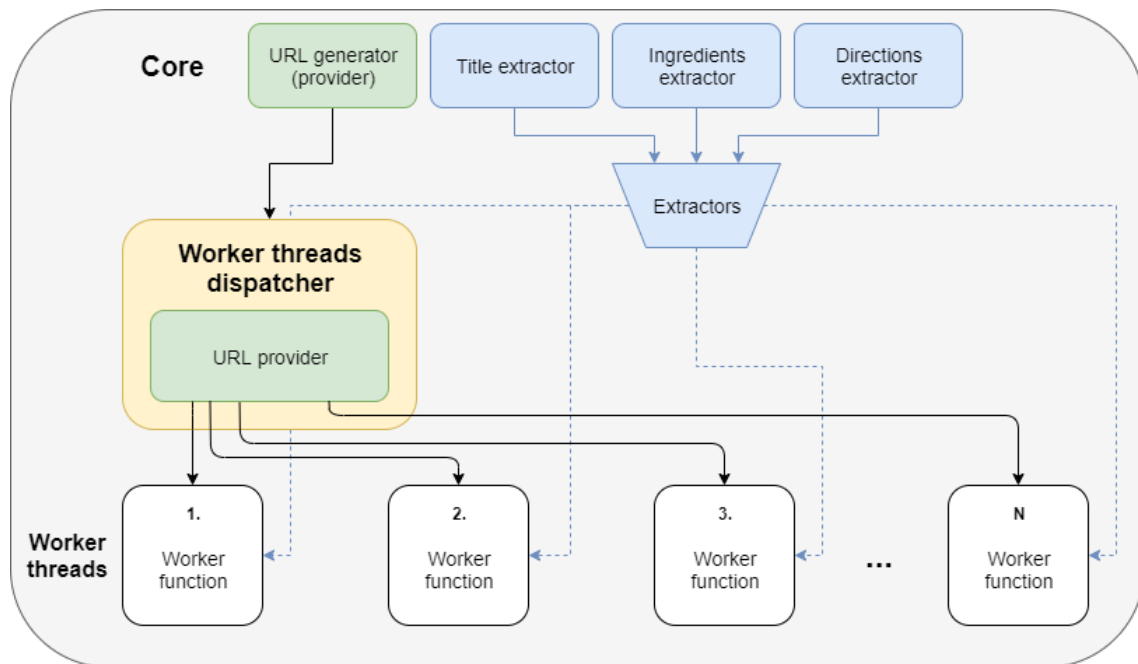 Core
URL generator
(provider)
Title extractor
Ingredients
extractor
Directions
extractor
Extractors
Worker threads
dispatcher
URL provider
Worker
threads
1.
Worker
function
2.
Worker
function
3.
Worker
function
...
N
Worker
function